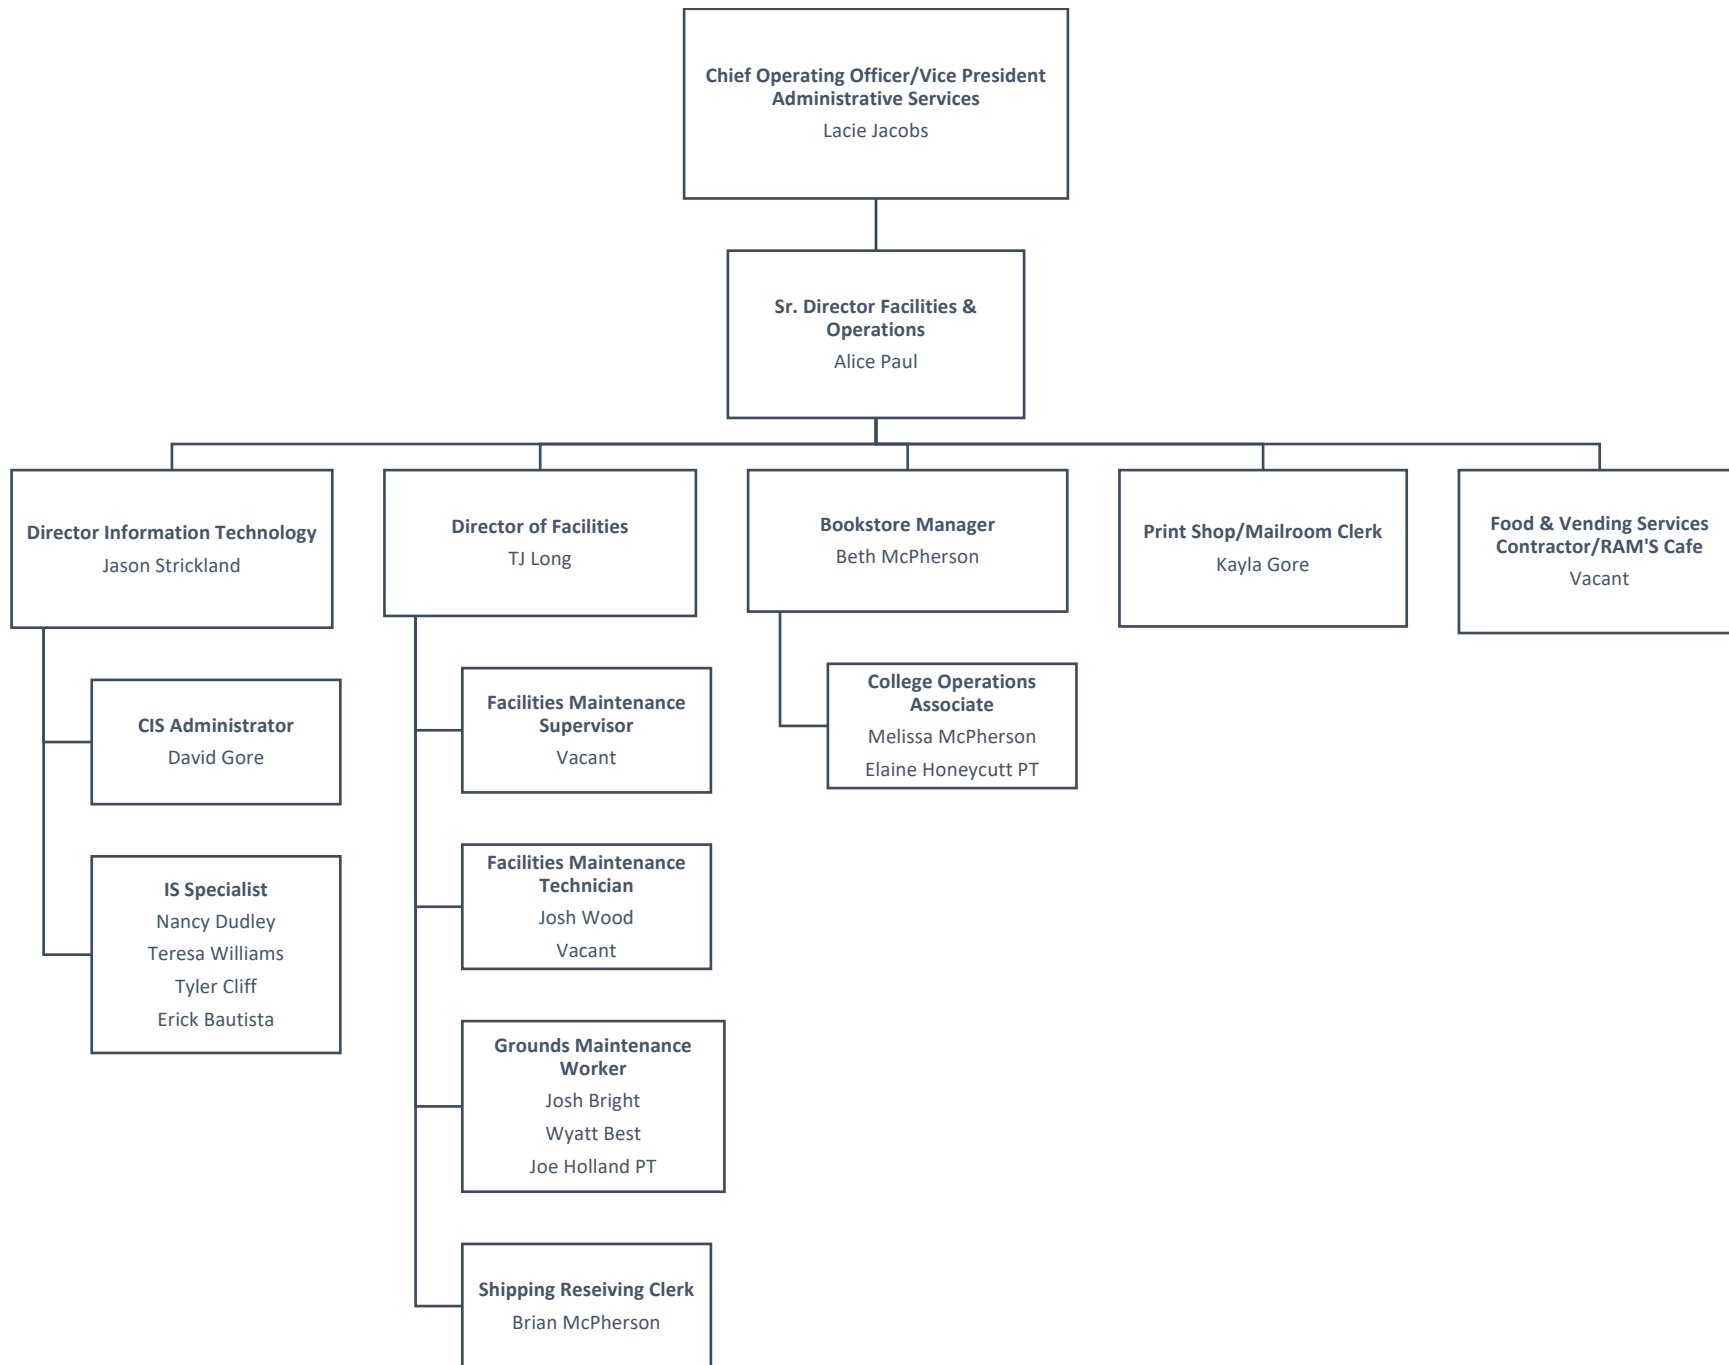 Chief Operating Officer/Vice President
Administrative Services
Lacie Jacobs
Sr. Director Facilities &
Operations
Alice Paul
Director Information Technology
Jason Strickland
CIS Administrator
David Gore
IS Specialist
Nancy Dudley
Teresa Williams
Tyler Cliff
Erick Bautista
Director of Facilities
TJ Long
Facilities Maintenance
Supervisor
Vacant
Facilities Maintenance
Technician
Josh Wood
Vacant
Grounds Maintenance
Worker
Josh Bright
Wyatt Best
Joe Holland PT
Shipping Reseiving Clerk
Brian McPherson
Bookstore Manager
Beth McPherson
College Operations
Associate
Melissa McPherson
Elaine Honeycutt PT
Print Shop/Mailroom Clerk
Kayla Gore
Food & Vending Services
Contractor/RAM'S Cafe
Vacant